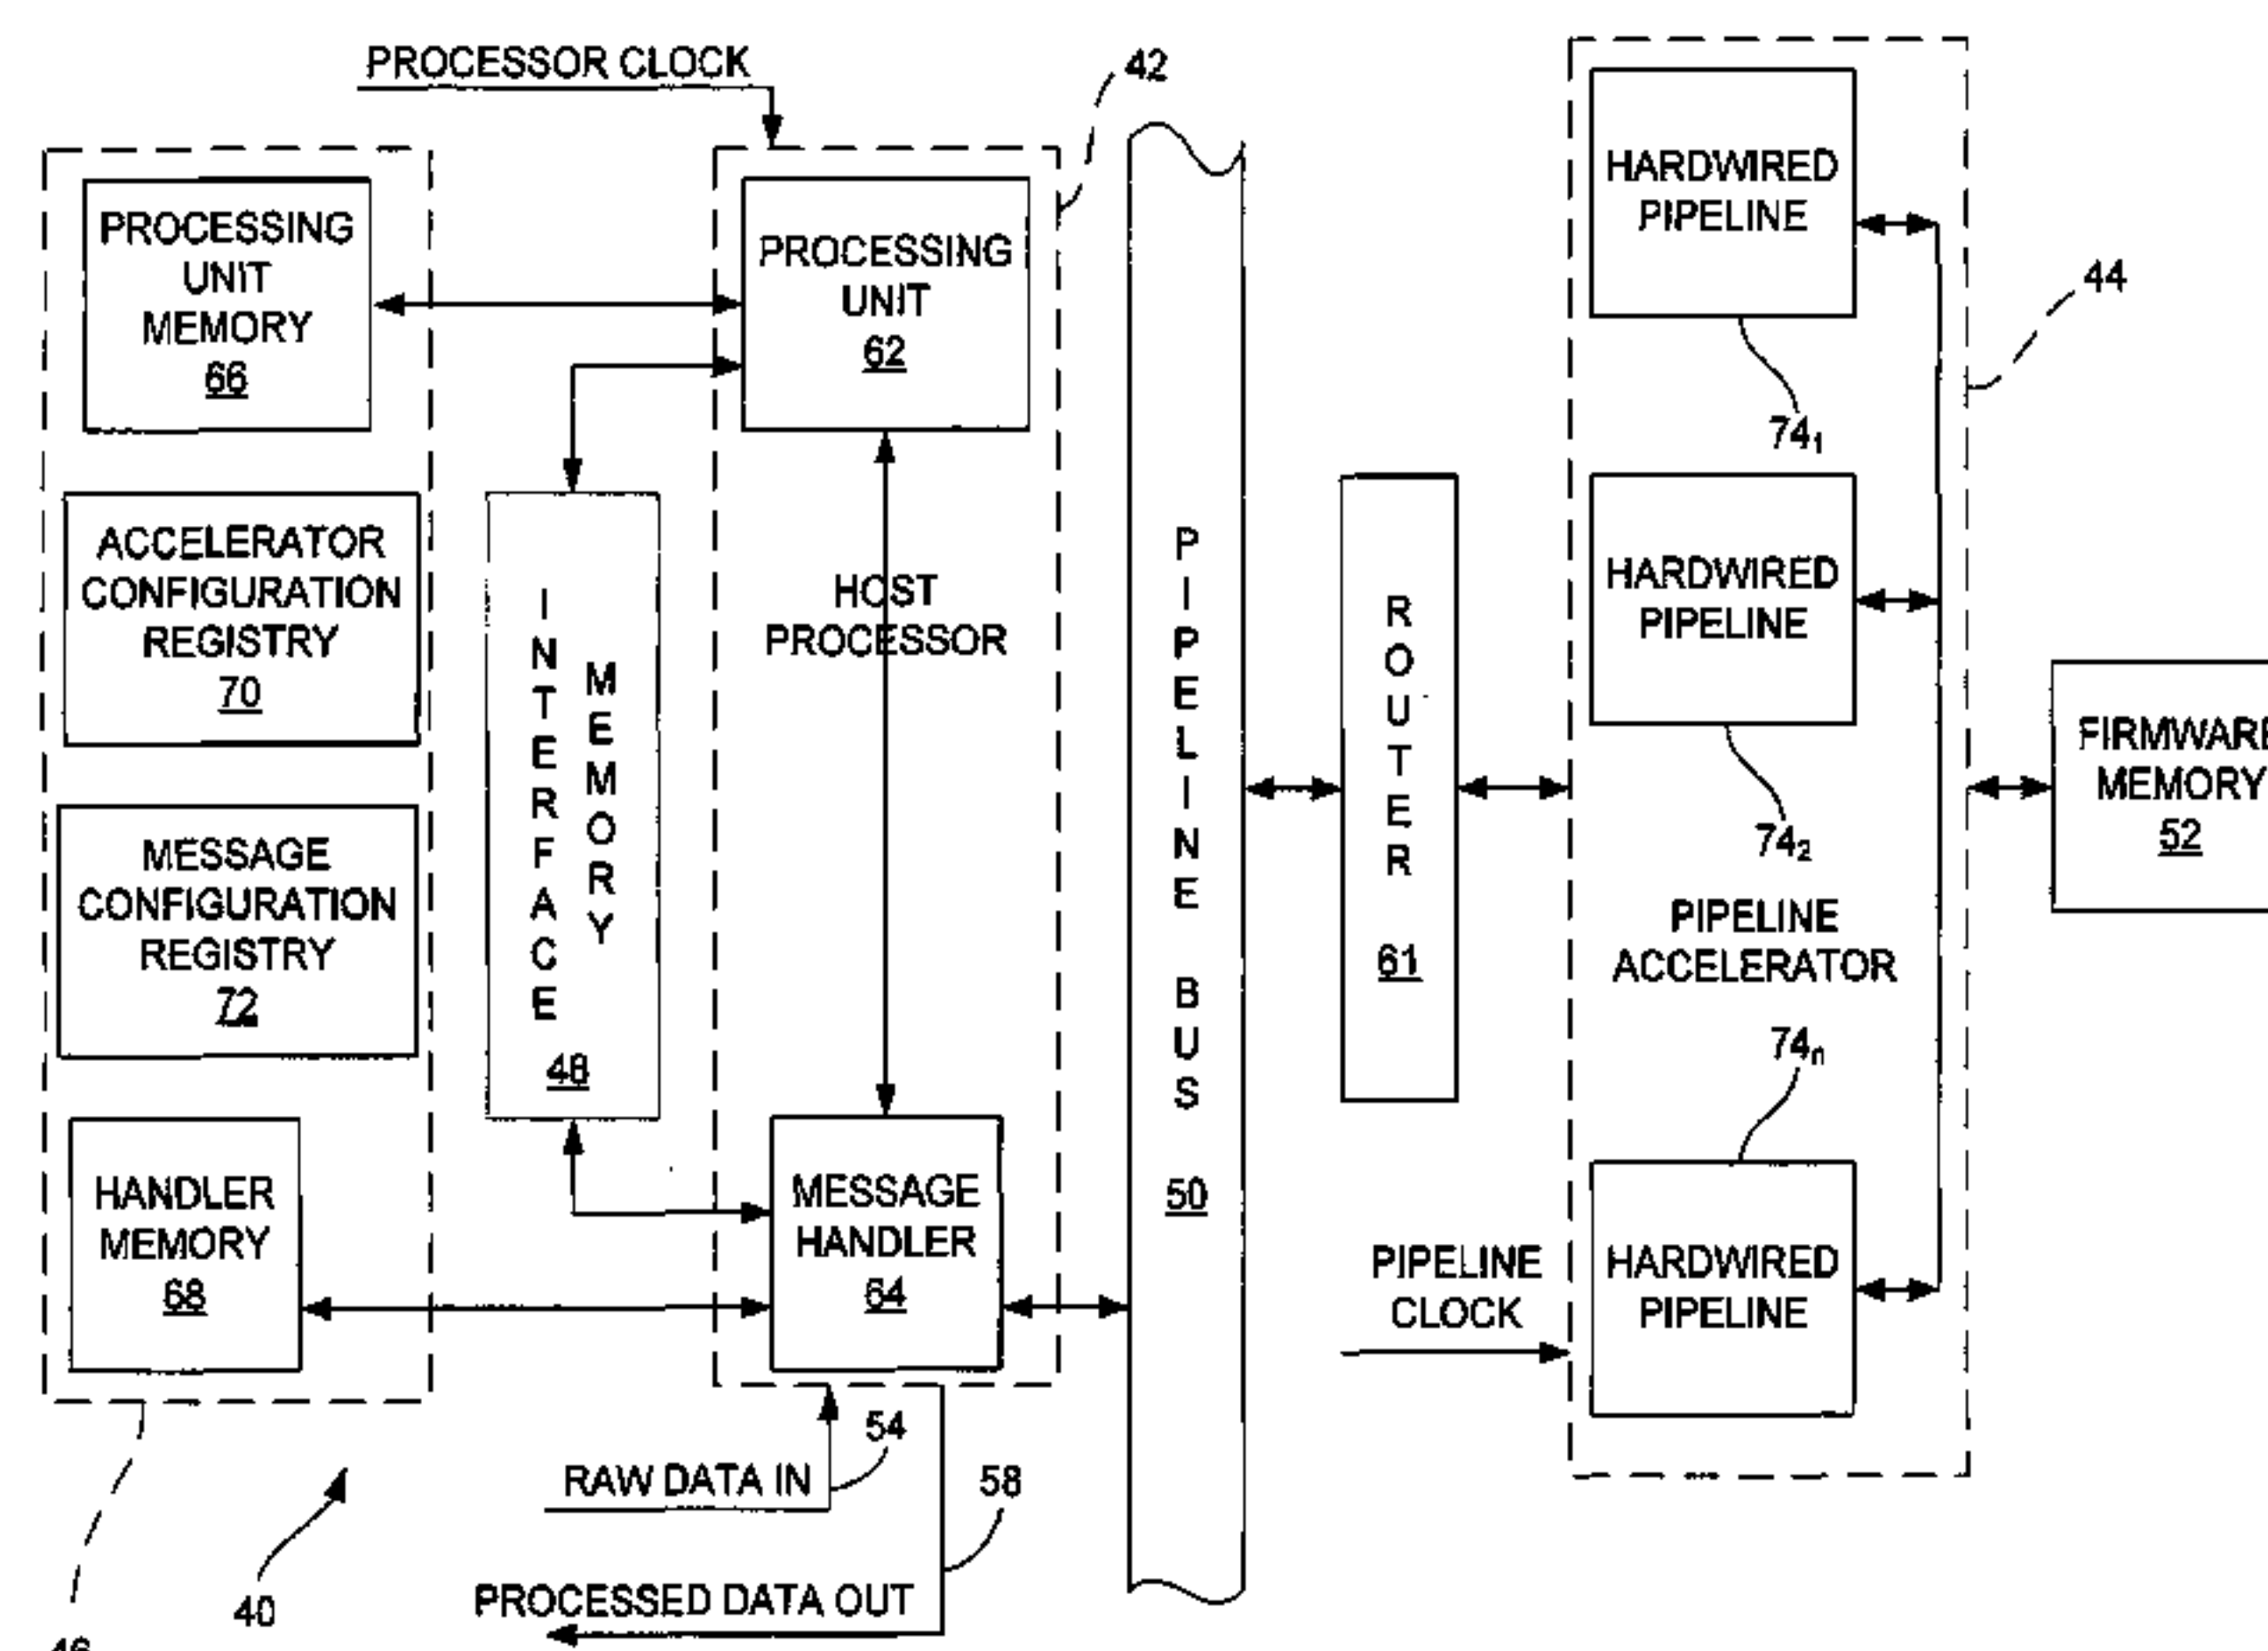 PROCESSOR CLOCK
42
PROCESSING
UNIT
MEMORY
66
ACCELERATOR
CONFIGURATION
REGISTRY
70
MESSAGE
CONFIGURATION
REGISTRY
72
HANDLER
MEMORY
68
INTERFACE
MEMORY
48
PROCESSING
UNIT
62
HOST
PROCESSOR
MESSAGE
HANDLER
64
PIPELINE BUS
50
ROUTER
61
HARDWIRED
PIPELINE
74₁
44
HARDWIRED
PIPELINE
74₂
PIPELINE
ACCELERATOR
74ₙ
HARDWIRED
PIPELINE
PIPELINE
CLOCK
FIRMWARE
MEMORY
52
54
RAW DATA IN
58
PROCESSED DATA OUT
40
46